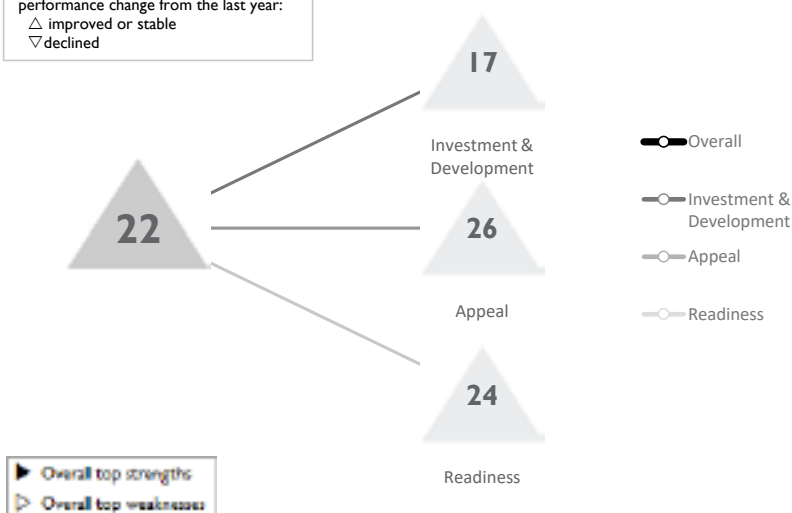 performance change from the last year:
△ improved or stable
▽ declined
17
Investment &
Development
22
26
Appeal
24
Readiness
Overall
Investment &
Development
Appeal
Readiness
▶ Overall top strengths
▷ Overall top weaknesses